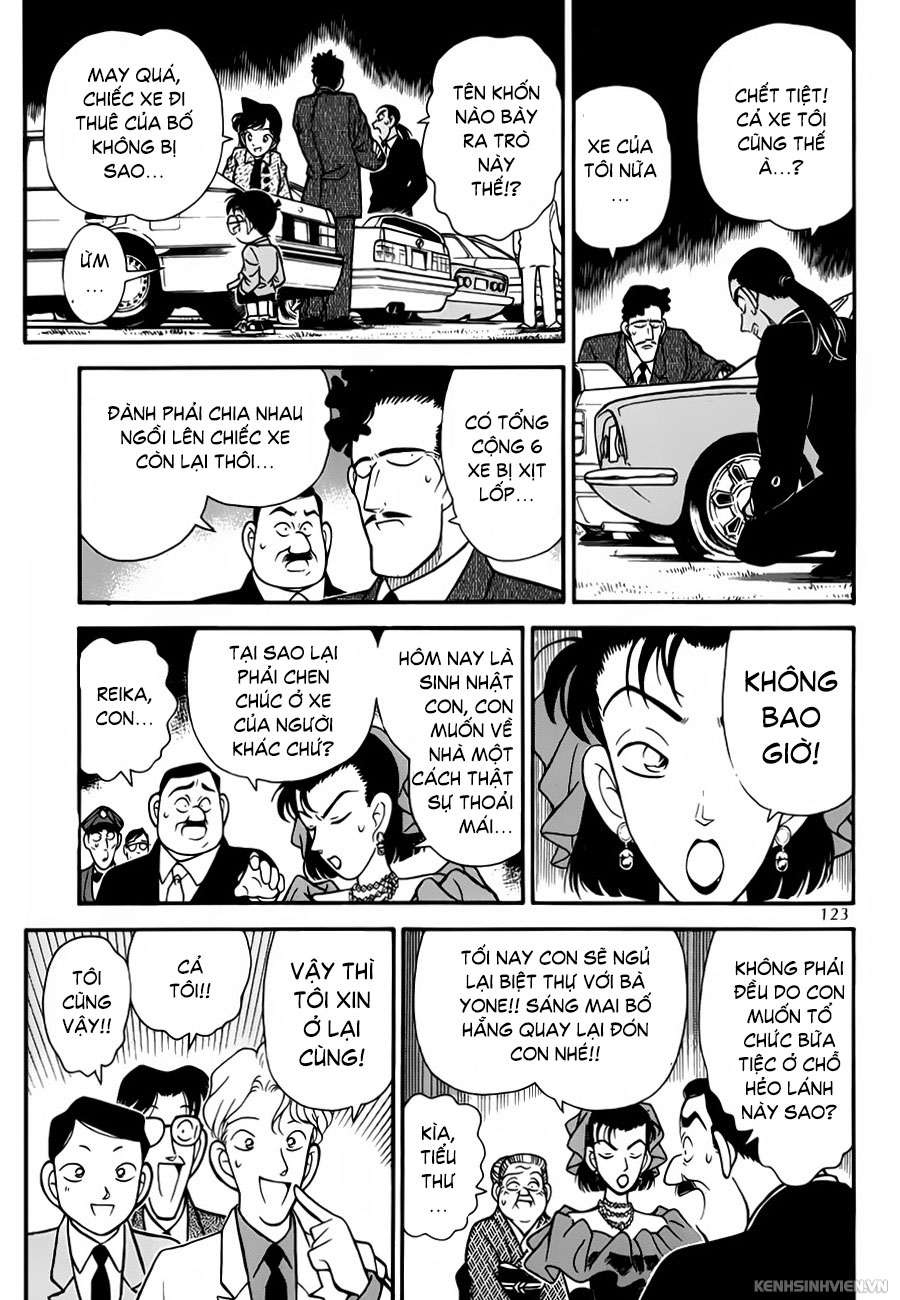 CHẾT TIỆT!
CẢ XE TÔI
CŨNG THẾ
À...?
XE CỦA
TÔI NỮA
...
TÊN KHỐN
NÀO BÀY
RA TRÒ
NÀY
THẾ!?
MAY QUÁ,
CHIẾC XE ĐI
THUÊ CỦA BỐ
KHÔNG BỊ
SAO...
ỪM
...
CÓ TỔNG
CỘNG 6
XE BỊ XỊT
LỐP...
ĐÀNH PHẢI CHIA NHAU
NGỒI LÊN CHIẾC XE
CÒN LẠI THÔI...
KHÔNG
BAO
GIỜ!
HÔM NAY LÀ
SINH NHẬT
CON, CON
MUỐN VỀ
NHÀ MỘT
CÁCH THẬT
SỰ THOẢI
MÁI...
TẠI SAO LẠI
PHẢI CHEN
CHÚC Ở XE
CỦA NGƯỜI
KHÁC CHỨ?
REIKA,
CON...
123
KHÔNG PHẢI
ĐỀU DO CON
MUỐN TỔ
CHỨC BỮA
TIỆC Ở CHỖ
HẺO LÁNH
NÀY SAO?
TỐI NAY CON SẼ NGỦ
LẠI BIỆT THỰ VỚI BÀ
YONE!! SÁNG MAI BỐ
HẴNG QUAY LẠI ĐÓN
CON NHÉ!!
KÌA,
TIỂU
THƯ
...
VẬY THÌ
TÔI XIN
Ở LẠI
CÙNG!
CẢ
TÔI!!
TÔI
CŨNG
VẬY!!
KENHSINHVIEN.VN